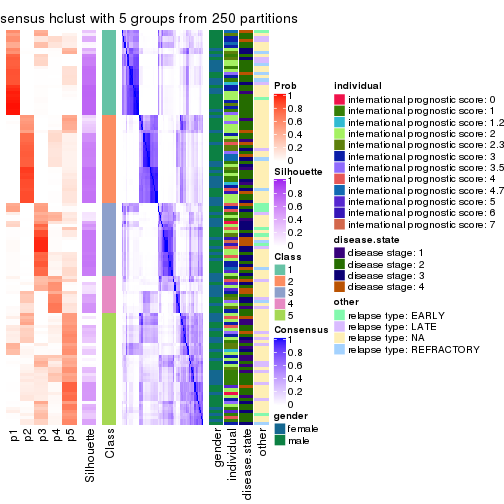 sensus hclust with 5 groups from 250 partitions
p1
p2
p3
p4
p5
Silhouette
Class
gender
individual
disease.state
other
Prob
1
0.8
0.6
0.4
0.2
0
Silhouette
1
0.8
0.6
0.4
0.2
0
Class
1
2
3
4
5
Consensus
1
0.8
0.6
0.4
0.2
0
gender
female
male
individual
international prognostic score: 0
international prognostic score: 1
international prognostic score: 1.2
international prognostic score: 2
international prognostic score: 2.3
international prognostic score: 3
international prognostic score: 3.5
international prognostic score: 4
international prognostic score: 4.7
international prognostic score: 5
international prognostic score: 6
international prognostic score: 7
disease.state
disease stage: 1
disease stage: 2
disease stage: 3
disease stage: 4
other
relapse type: EARLY
relapse type: LATE
relapse type: NA
relapse type: REFRACTORY